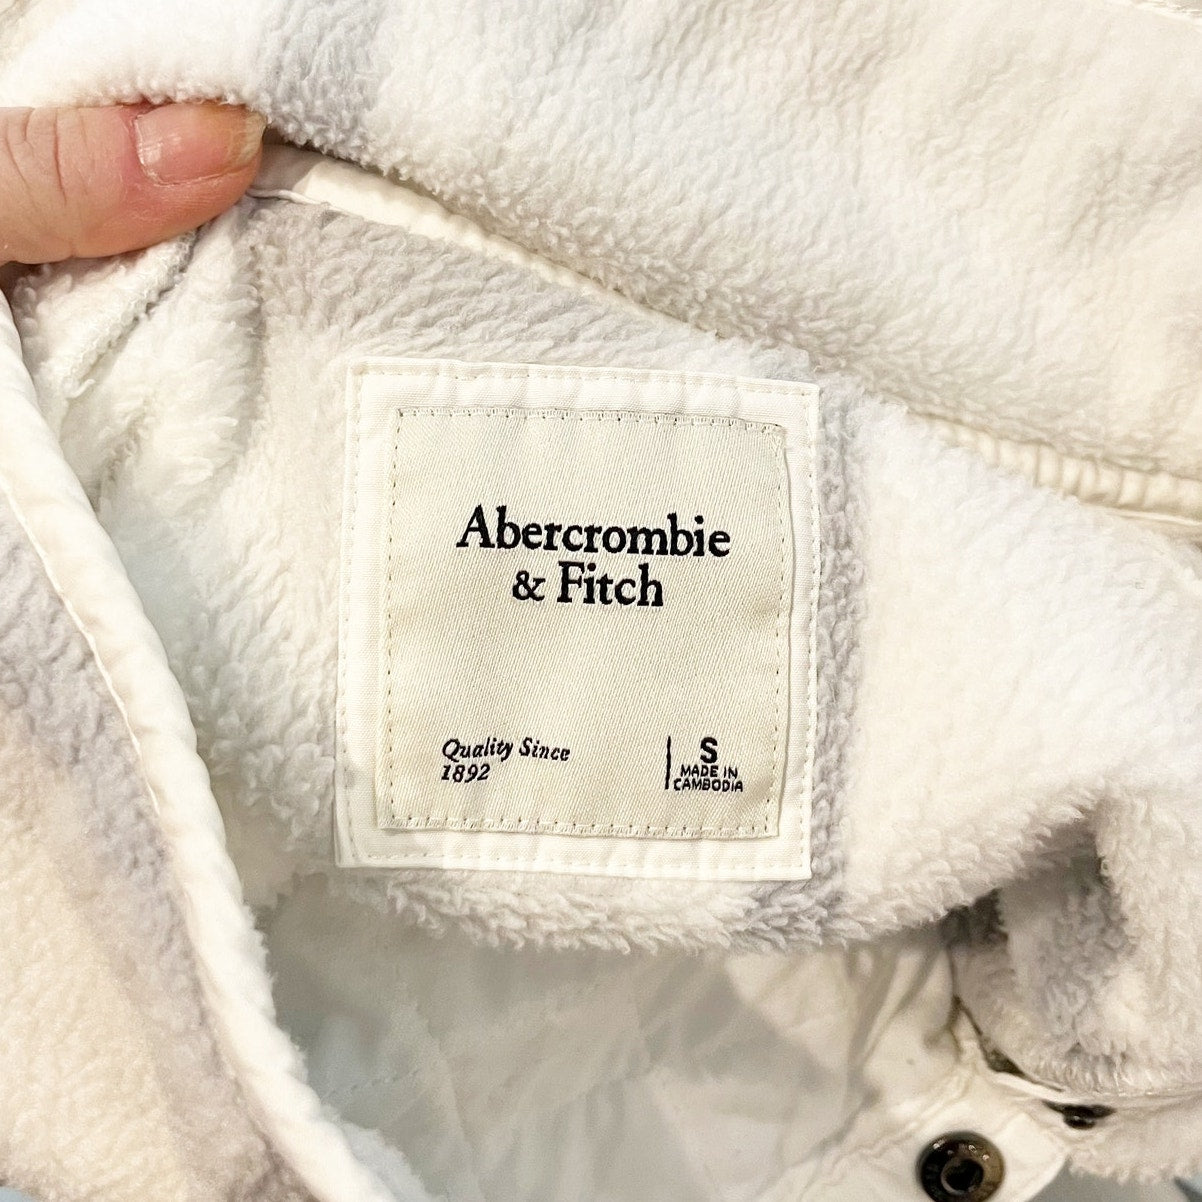 Abercrombie
& Fitch
Quality Since
1892
S
MADE IN
CAMBODIA